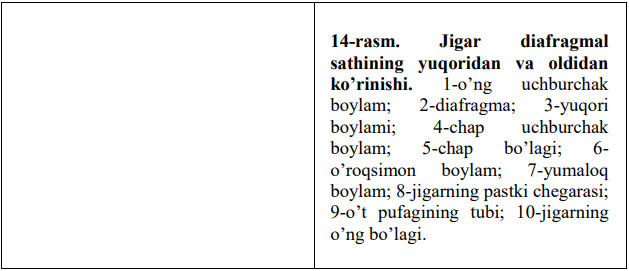 14-rasm. Jigar diafragmal
sathining yuqoridan va oldidan
ko’rinishi. 1-o’ng uchburchak
boylam; 2-diafragma; 3-yuqori
boylami; 4-chap uchburchak
boylam; 5-chap bo’lagi; 6-
o’roqsimon boylam; 7-yumaloq
boylam; 8-jigarning pastki chegarasi;
9-o’t pufagining tubi; 10-jigarning
o’ng bo’lagi.